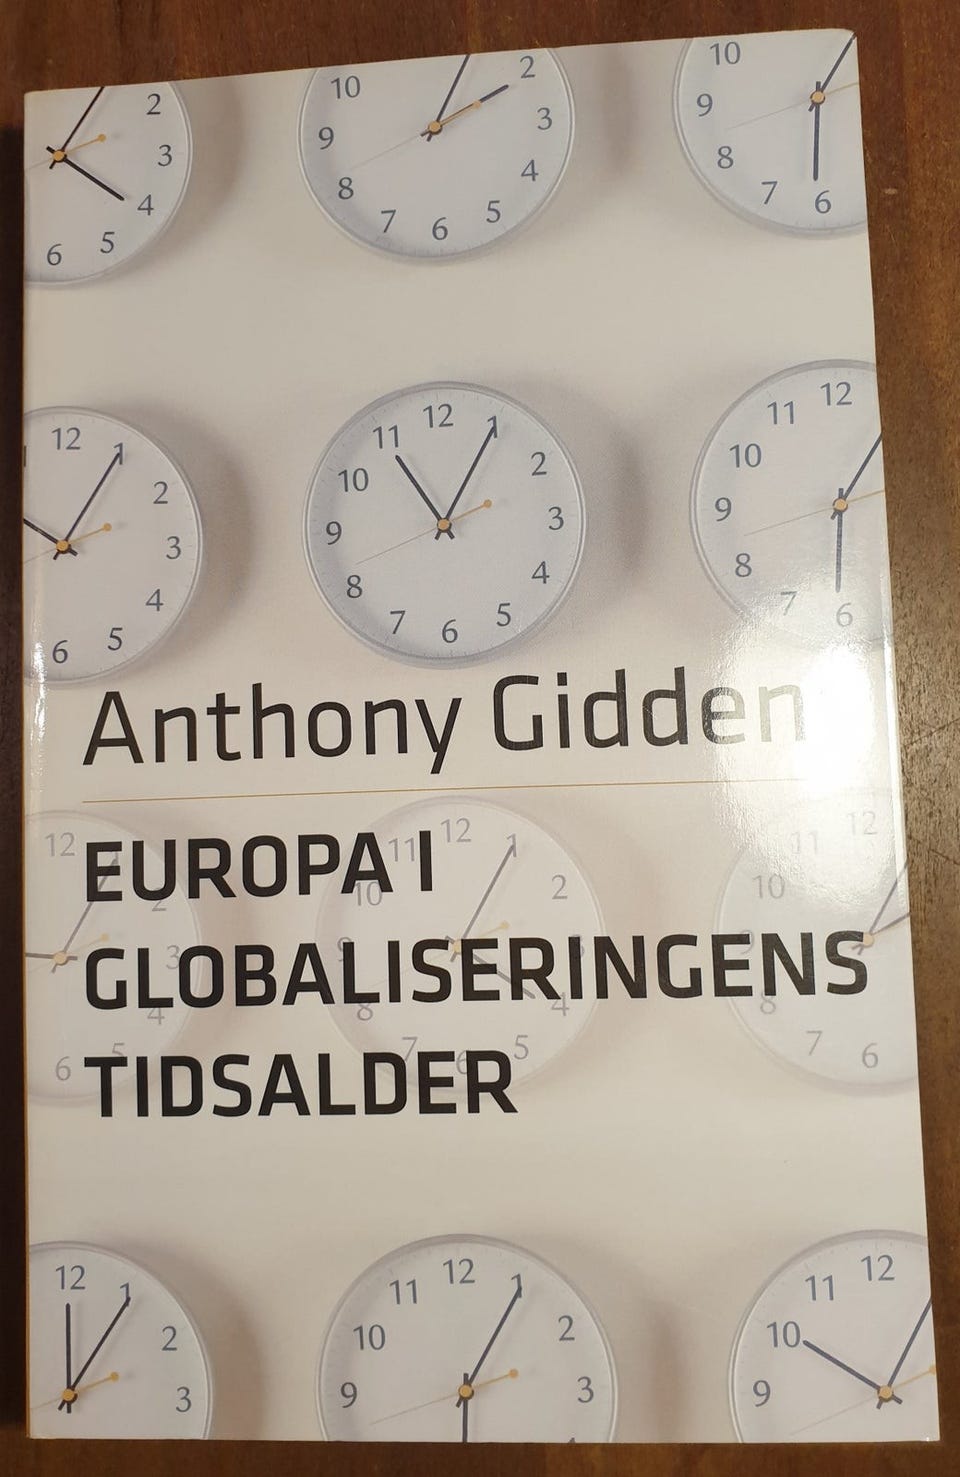 Anthony Gidden
EUROPA I
GLOBALISERINGENS
TIDSALDER